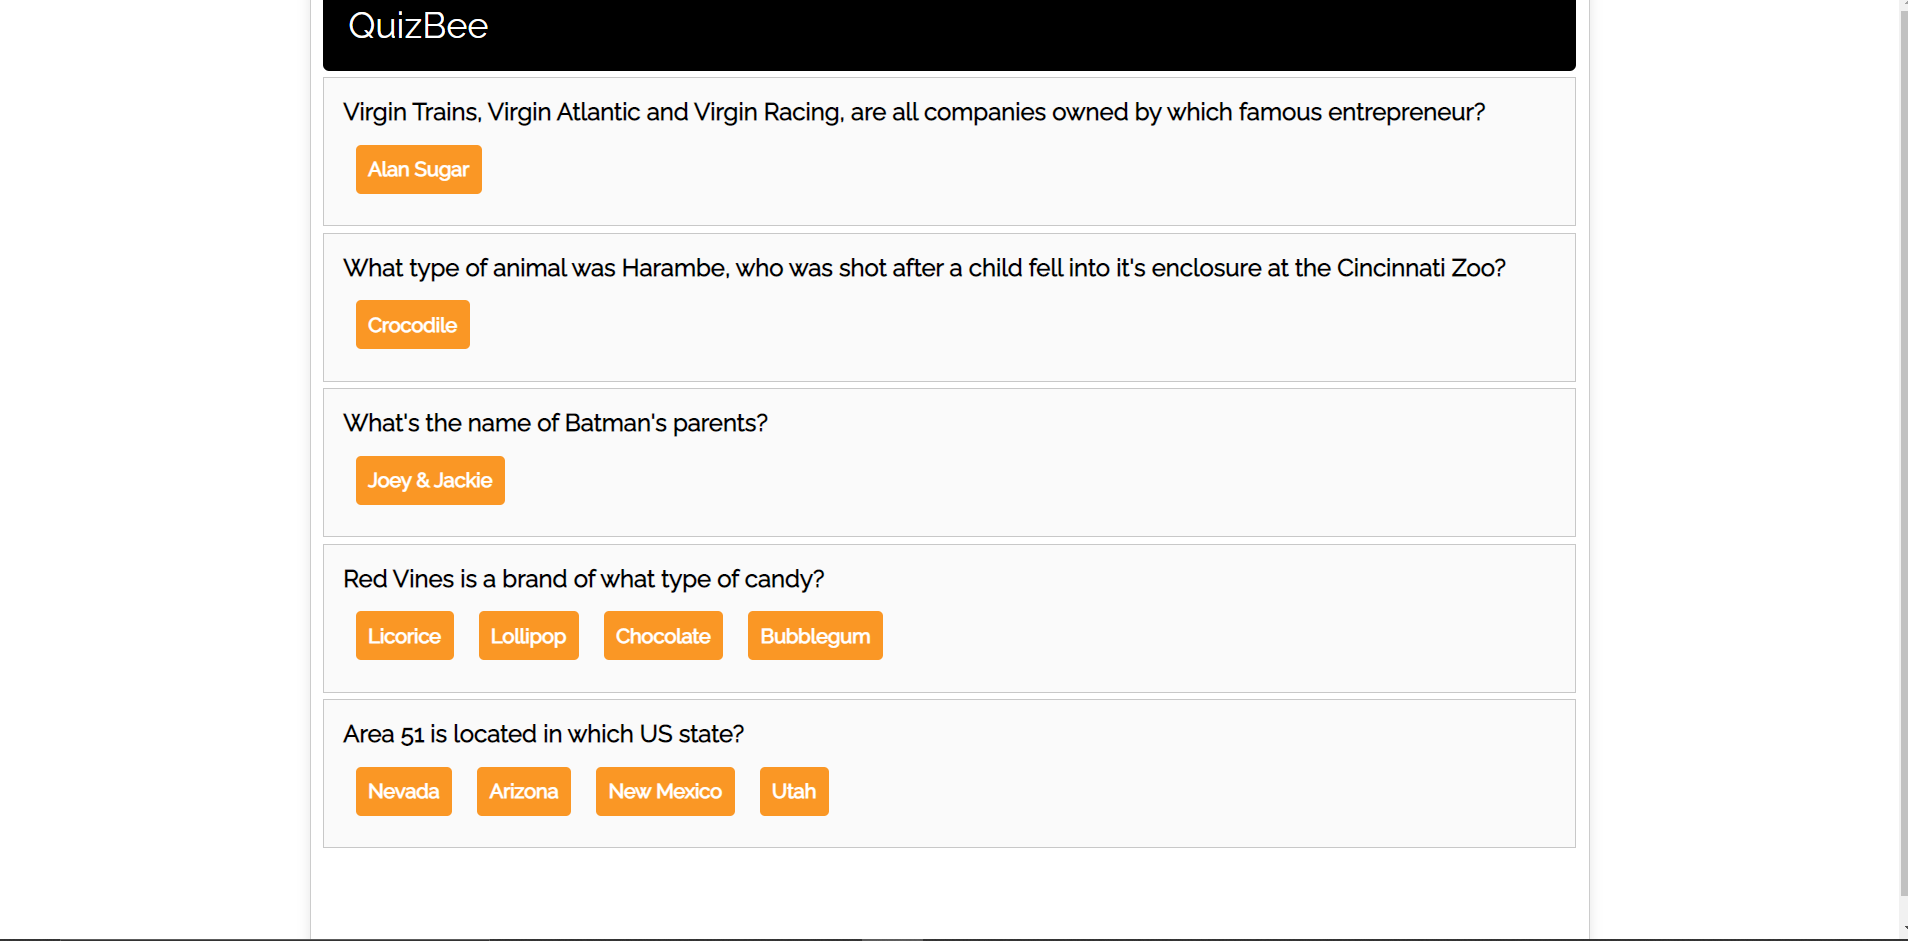 QuizBee
Virgin Trains, Virgin Atlantic and Virgin Racing, are all companies owned by which famous entrepreneur?
Alan Sugar
What type of animal was Harambe, who was shot after a child fell into it's enclosure at the Cincinnati Zoo?
Crocodile
What's the name of Batman's parents?
Joey & Jackie
Red Vines is a brand of what type of candy?
Licorice Lollipop Chocolate Bubblegum
Area 51 is located in which US state?
Nevada Arizona New Mexico Utah